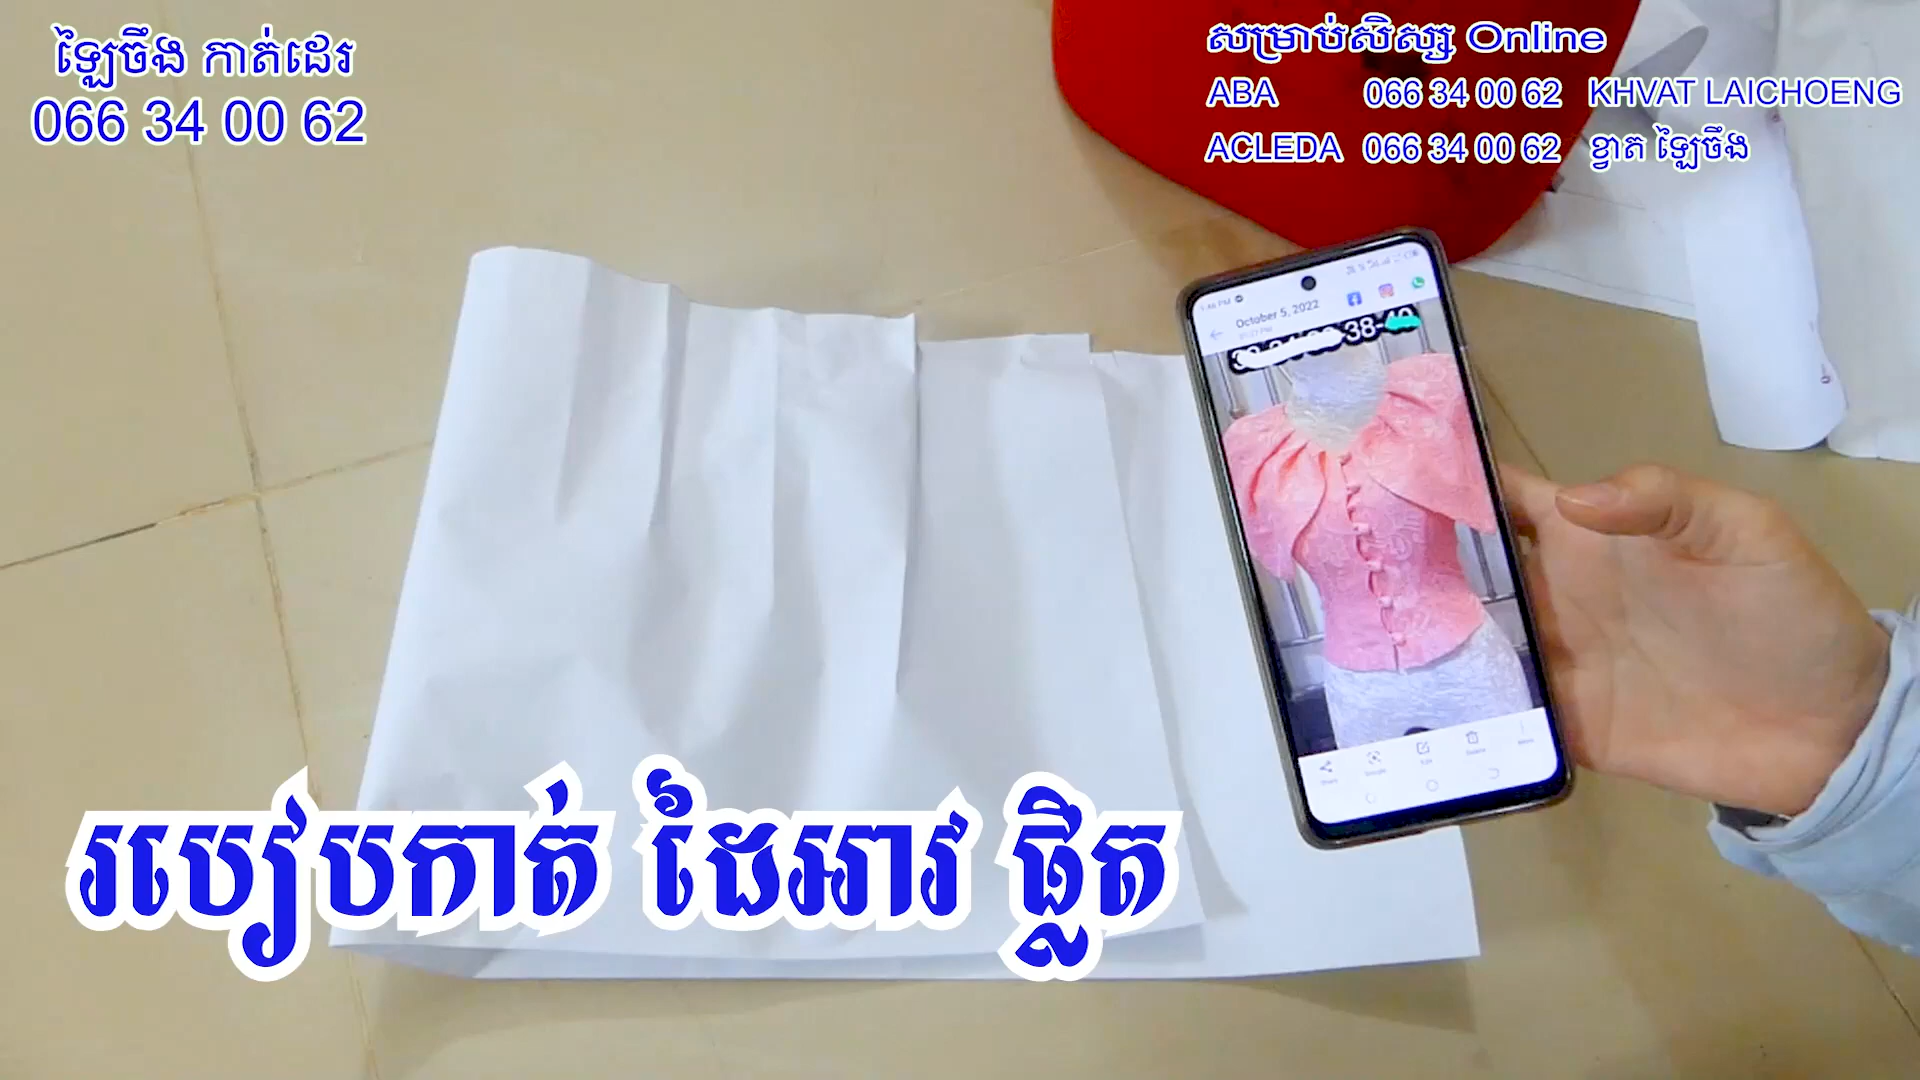 ឡៃចឹង កាត់ដេរ
066 34 00 62
សម្រាប់សិស្ស Online
ABA 066 34 00 62 KHVAT LAICHOENG
ACLEDA 066 34 00 62 ខ្វាត ឡៃចឹង
October 5, 2022
38-40
របៀបកាត់ ដៃអាវ ផ្លិត